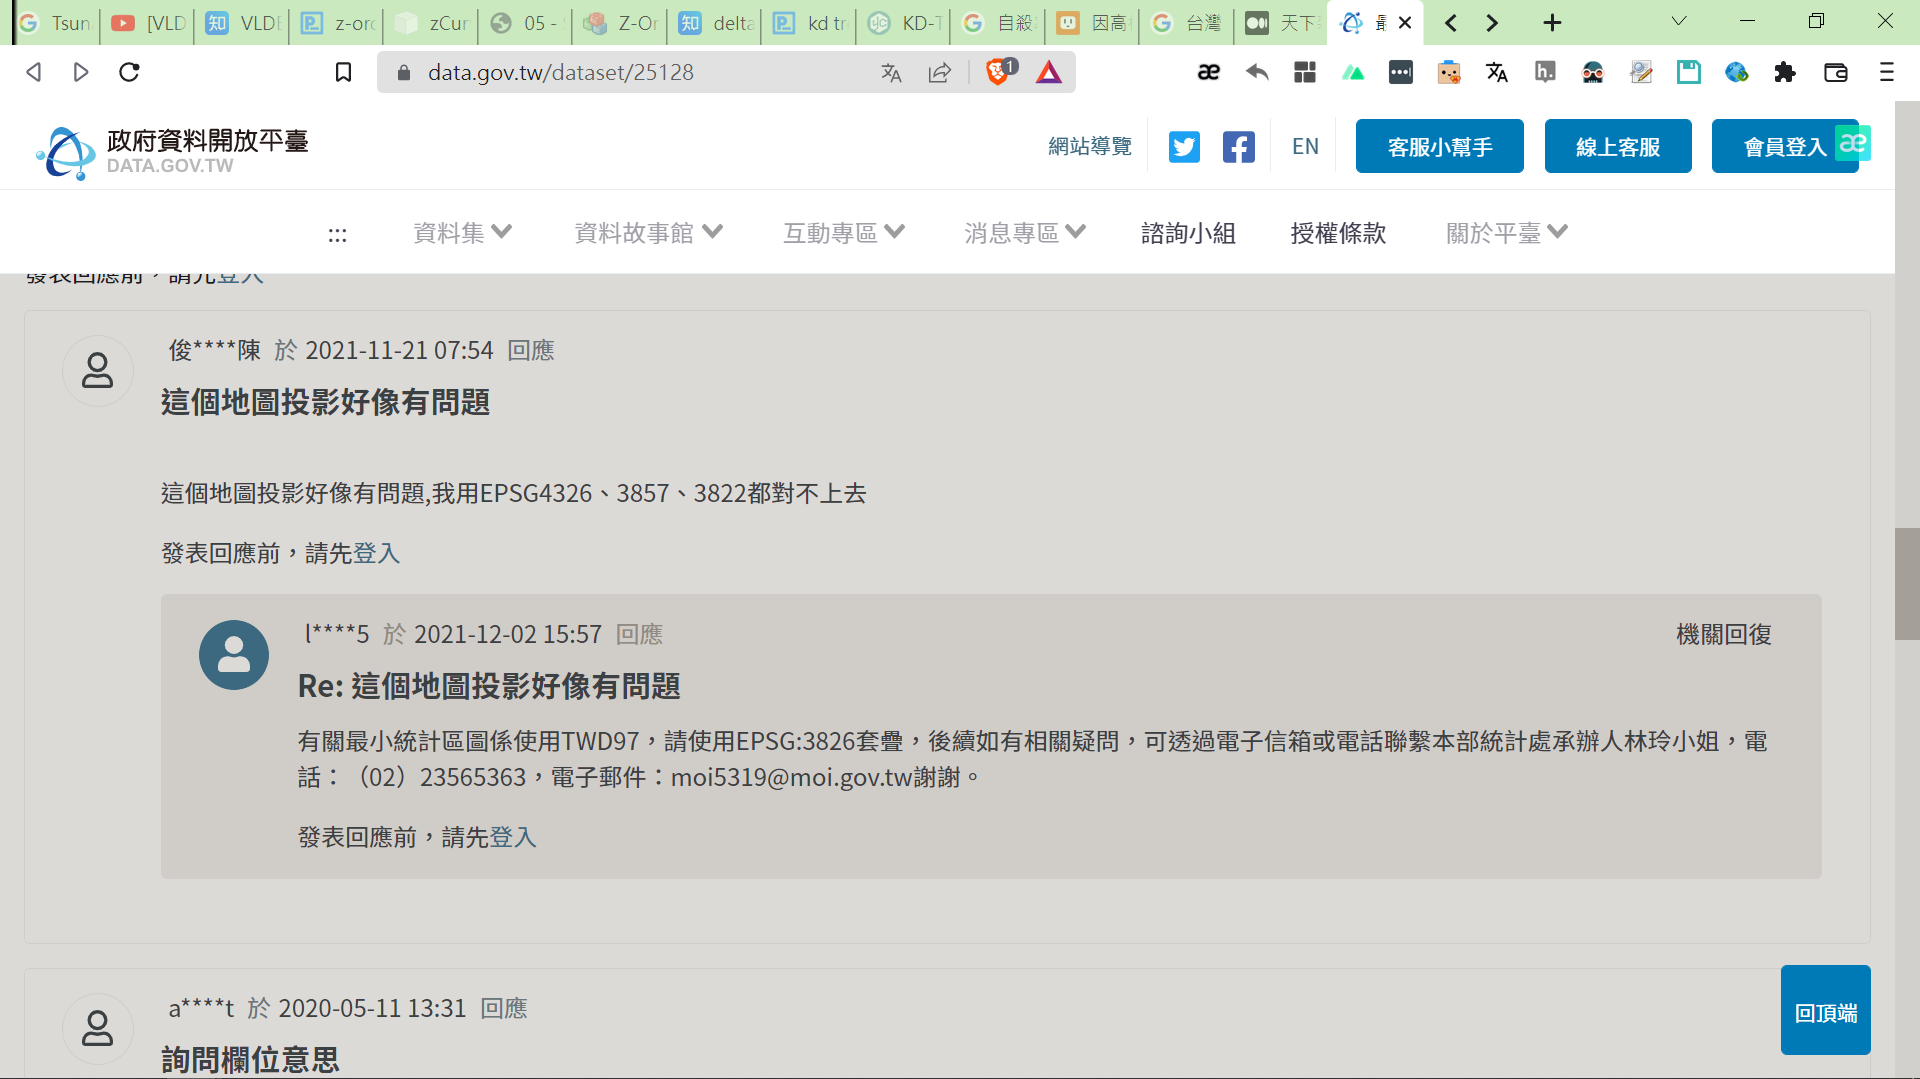 Tsun
[VLD
VLDE
z-orc
zCur
05 -
Z-Or
delta
kd tr
KD-T
自殺
因高
台灣
天下
data.gov.tw/dataset/25128
1
政府資料開放平臺
DATA.GOV.TW
網站導覽
EN
客服小幫手
線上客服
會員登入
æ
:::
資料集
資料故事館
互動專區
消息專區
諮詢小組
授權條款
關於平臺
發表回應前，請先登入
俊****陳 於 2021-11-21 07:54 回應
這個地圖投影好像有問題
這個地圖投影好像有問題,我用EPSG4326、3857、3822都對不上去
發表回應前，請先登入
l****5 於 2021-12-02 15:57 回應
機關回復
Re: 這個地圖投影好像有問題
有關最小統計區圖係使用TWD97，請使用EPSG:3826套疊，後續如有相關疑問，可透過電子信箱或電話聯繫本部統計處承辦人林玲小姐，電
話：（02）23565363，電子郵件：moi5319@moi.gov.tw謝謝。
發表回應前，請先登入
a****t 於 2020-05-11 13:31 回應
詢問欄位意思
回頂端